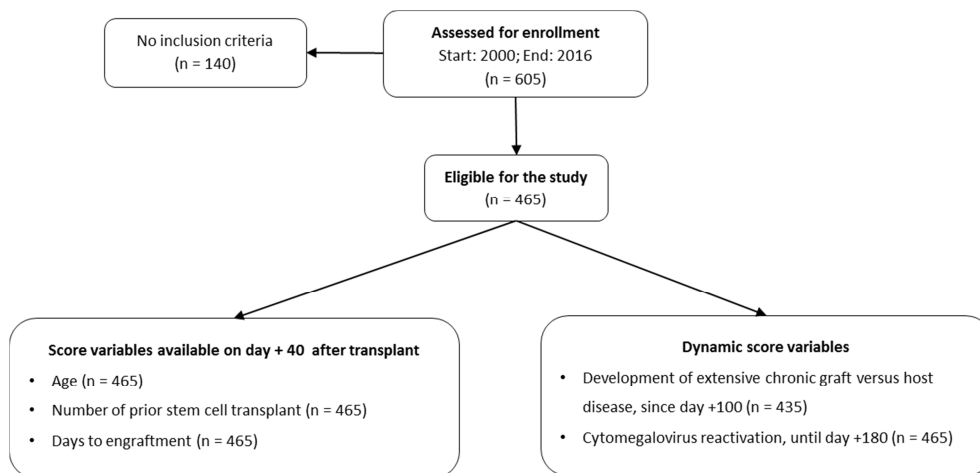 No inclusion criteria
(n = 140)
Assessed for enrollment
Start: 2000; End: 2016
(n = 605)
Eligible for the study
(n = 465)
Score variables available on day + 40 after transplant
• Age (n = 465)
• Number of prior stem cell transplant (n = 465)
• Days to engraftment (n = 465)
Dynamic score variables
• Development of extensive chronic graft versus host
disease, since day +100 (n = 435)
• Cytomegalovirus reactivation, until day +180 (n = 465)